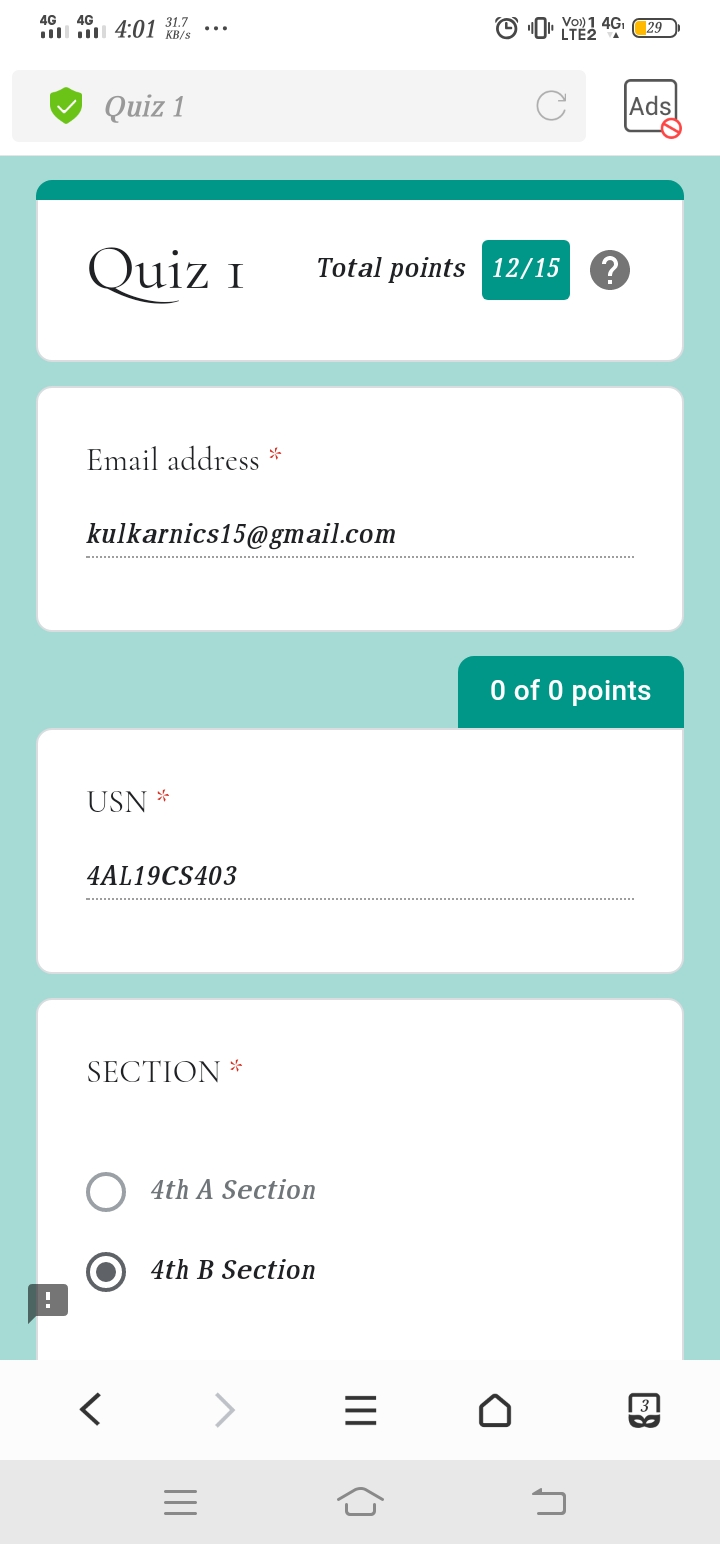 4G 4G 4:01 31.7 KB/s ... Vo)) 1 LTE2 4G 29
Quiz 1 Ads
Quiz 1 Total points 12/15 ?
Email address *
kulkarnics15@gmail.com
0 of 0 points
USN *
4AL19CS403
SECTION *
4th A Section
4th B Section
!
3